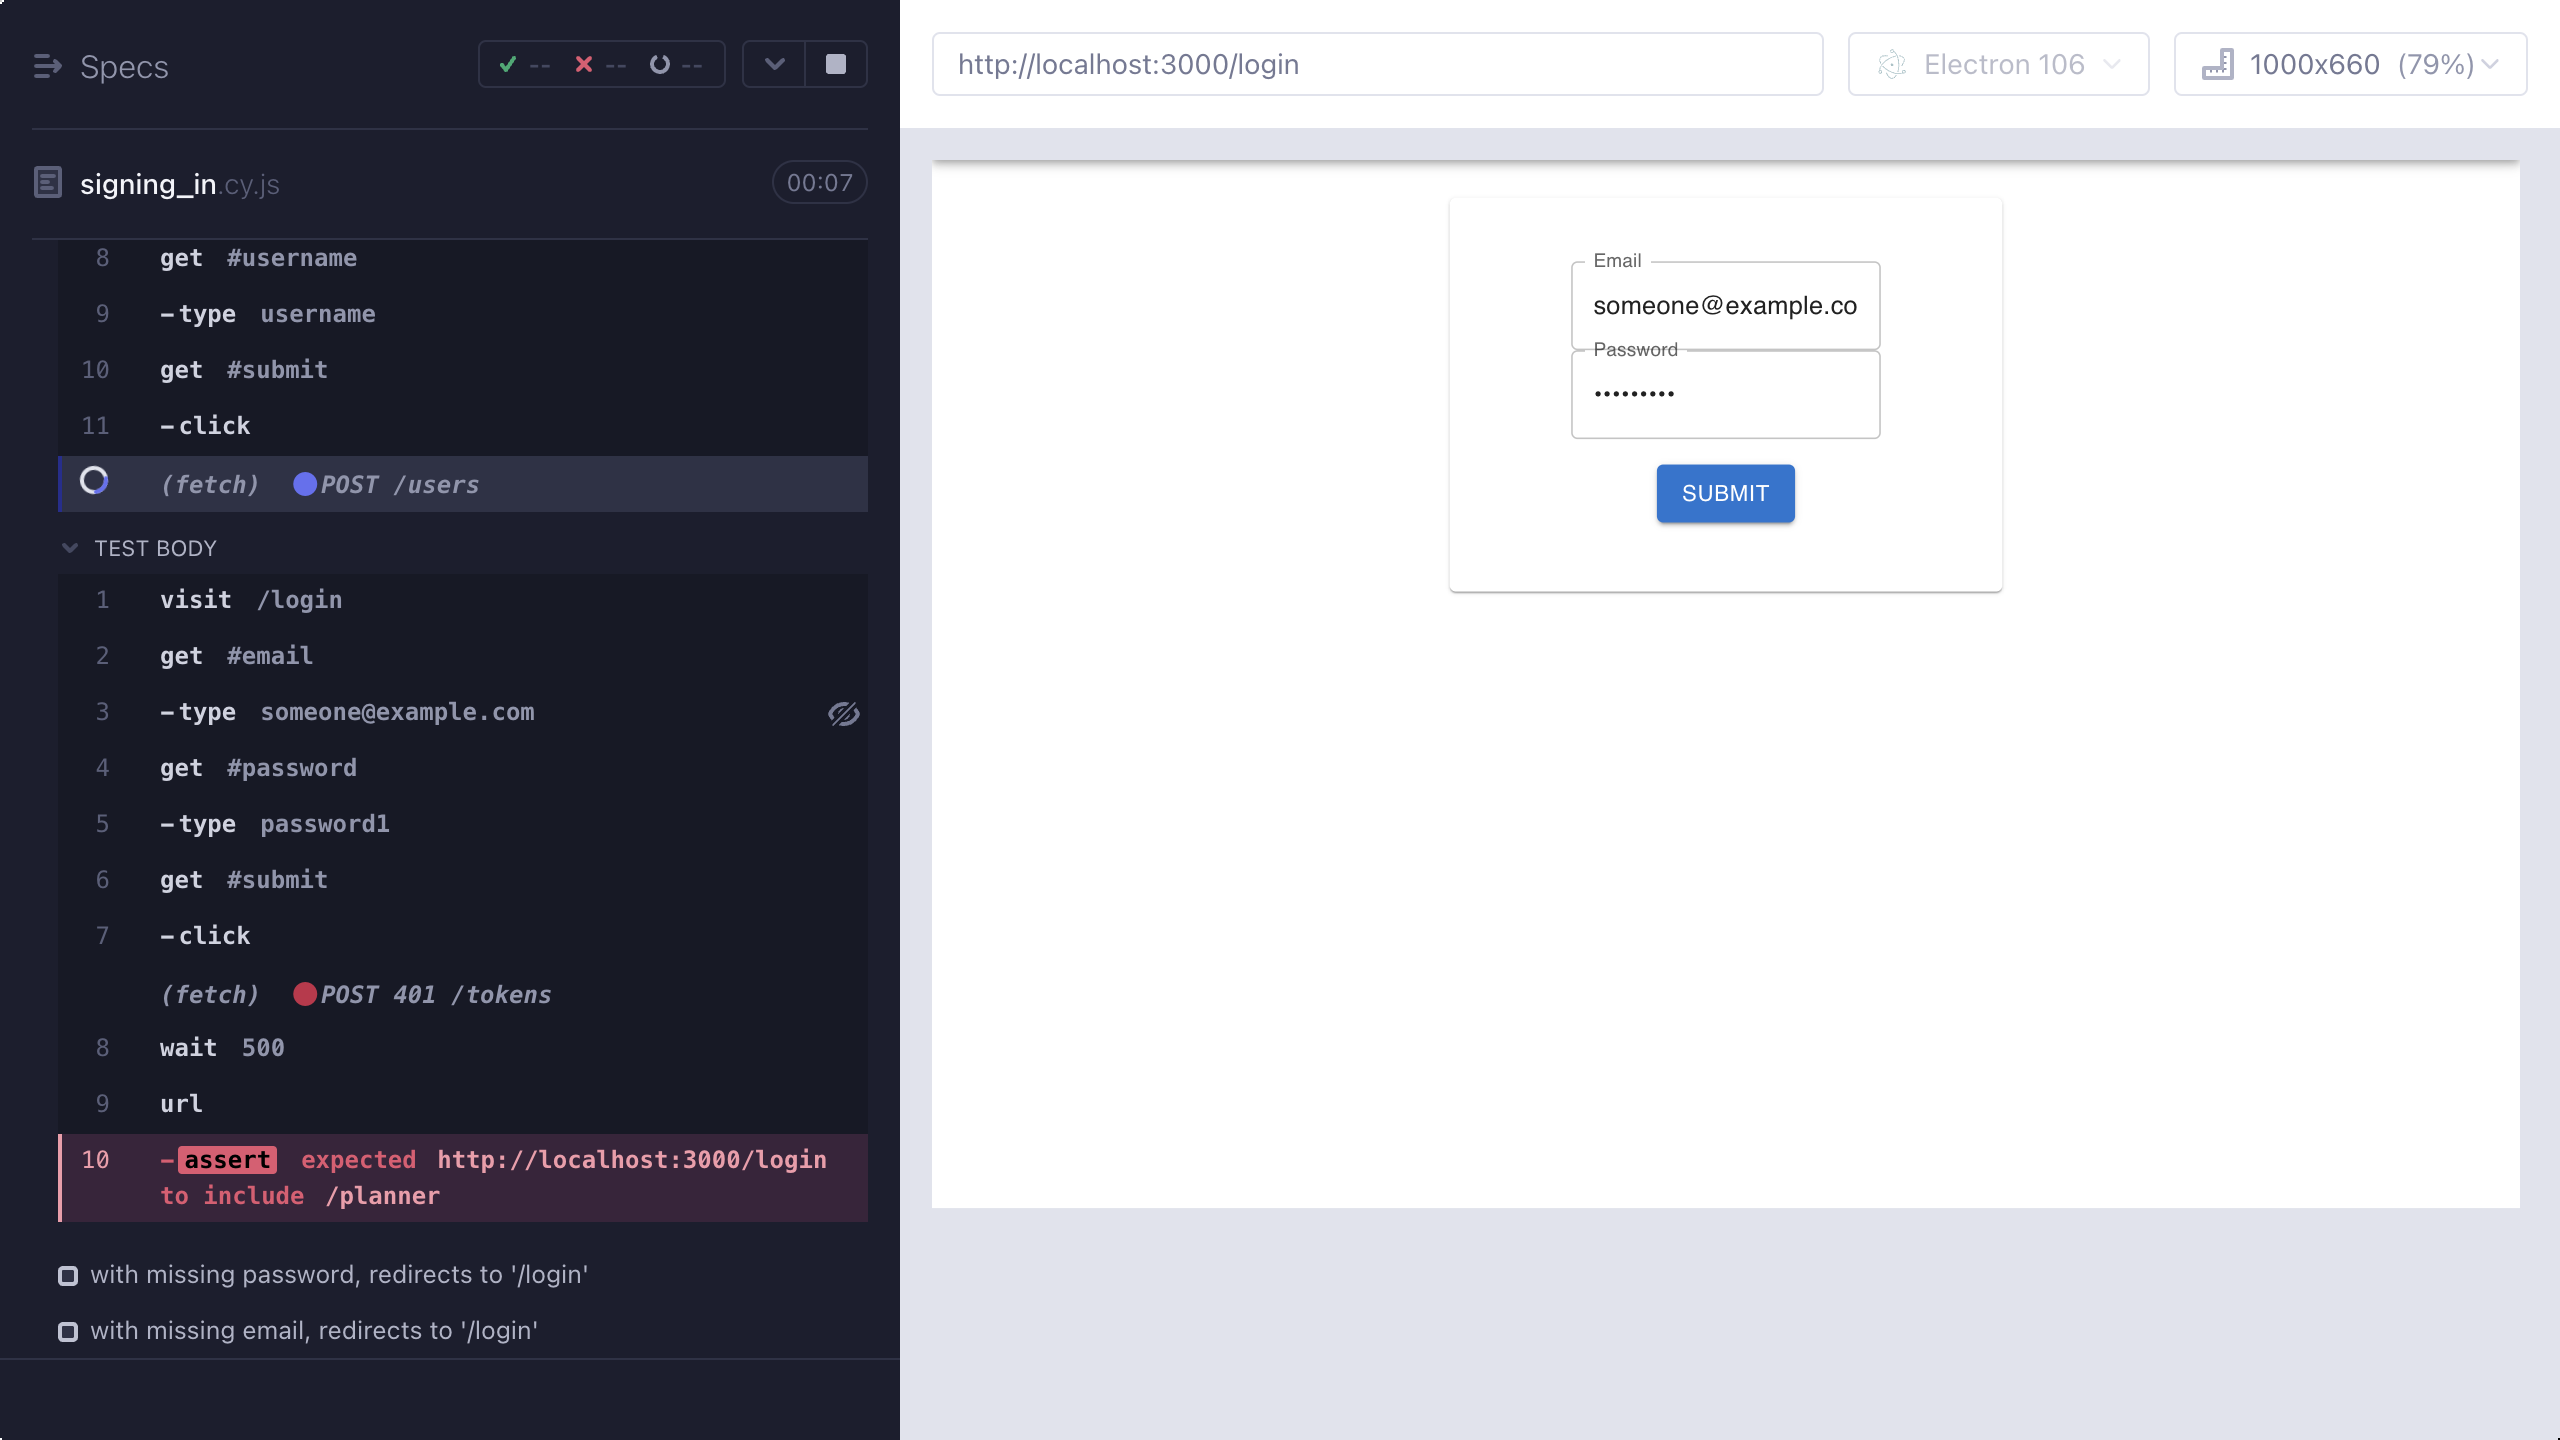 Specs
-- -- --
signing_in.cy.js
00:07
8 get #username
9 -type username
10 get #submit
11 -click
(fetch) POST /users
TEST BODY
1 visit /login
2 get #email
3 -type someone@example.com
4 get #password
5 -type password1
6 get #submit
7 -click
(fetch) POST 401 /tokens
8 wait 500
9 url
10 -assert expected http://localhost:3000/login
to include /planner
with missing password, redirects to '/login'
with missing email, redirects to '/login'
http://localhost:3000/login
Electron 106
1000x660 (79%)
Email
someone@example.co
Password
•••••••••
SUBMIT